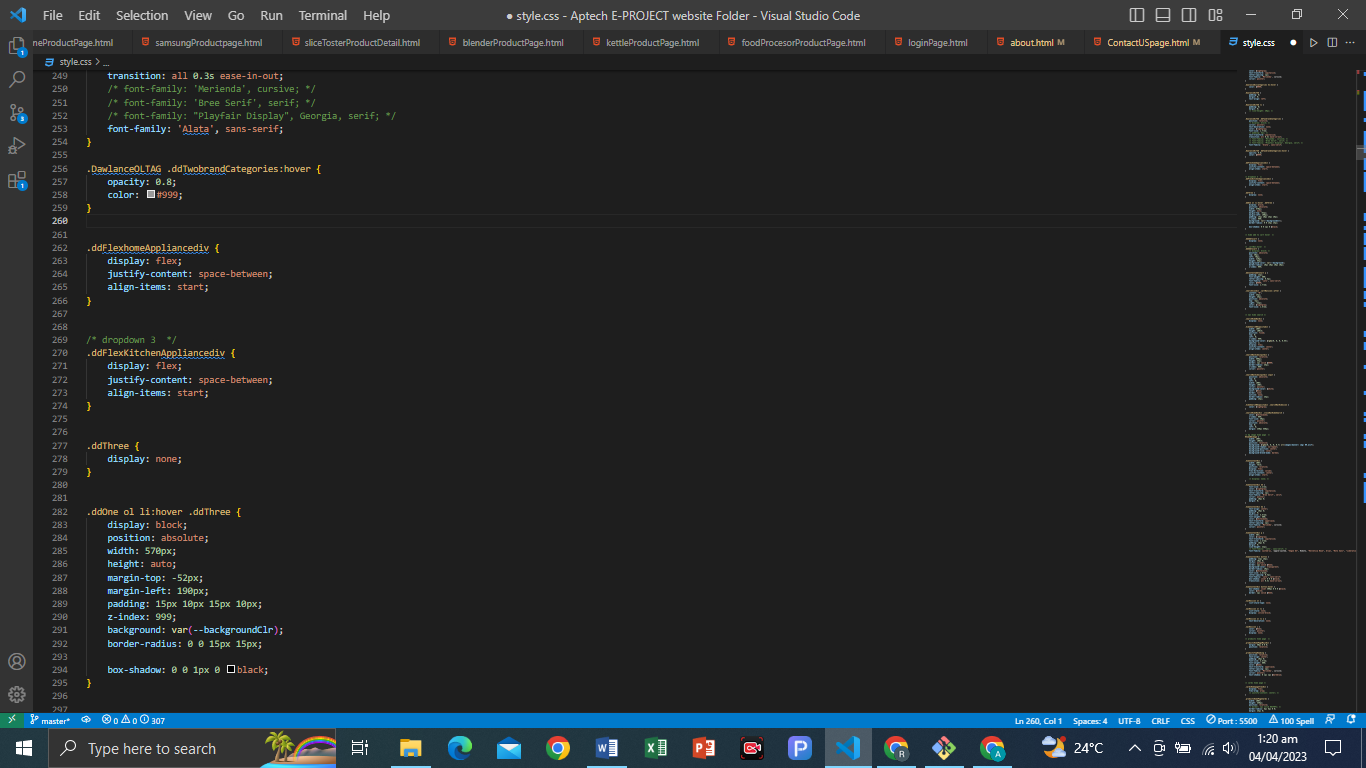 File Edit Selection View Go Run Terminal Help
● style.css - Aptech E-PROJECT website Folder - Visual Studio Code
neProductPage.html samsungProductpage.html sliceTosterProductDetail.html blenderProductPage.html kettleProductPage.html foodProcesorProductPage.html loginPage.html about.html M ContactUSpage.html M style.css
style.css > ...
249 transition: all 0.3s ease-in-out;
250 /* font-family: 'Merienda', cursive; */
251 /* font-family: 'Bree Serif', serif; */
252 /* font-family: "Playfair Display", Georgia, serif; */
253 font-family: 'Alata', sans-serif;
254 }
255
256 .DawlanceOLTAG .ddTwobrandCategories:hover {
257 opacity: 0.8;
258 color: #999;
259 }
260
261
262 .ddFlexhomeAppliancediv {
263 display: flex;
264 justify-content: space-between;
265 align-items: start;
266 }
267
268
269 /* dropdown 3  */
270 .ddFlexKitchenAppliancediv {
271 display: flex;
272 justify-content: space-between;
273 align-items: start;
274 }
275
276
277 .ddThree {
278 display: none;
279 }
280
281
282 .ddOne ol li:hover .ddThree {
283 display: block;
284 position: absolute;
285 width: 570px;
286 height: auto;
287 margin-top: -52px;
288 margin-left: 190px;
289 padding: 15px 10px 15px 10px;
290 z-index: 999;
291 background: var(--backgroundClr);
292 border-radius: 0 0 15px 15px;
293
294 box-shadow: 0 0 1px 0 black;
295 }
296
297
master* 0 0 307 Ln 260, Col 1 Spaces: 4 UTF-8 CRLF CSS Port : 5500 100 Spell
Type here to search 24°C 1:20 am
04/04/2023